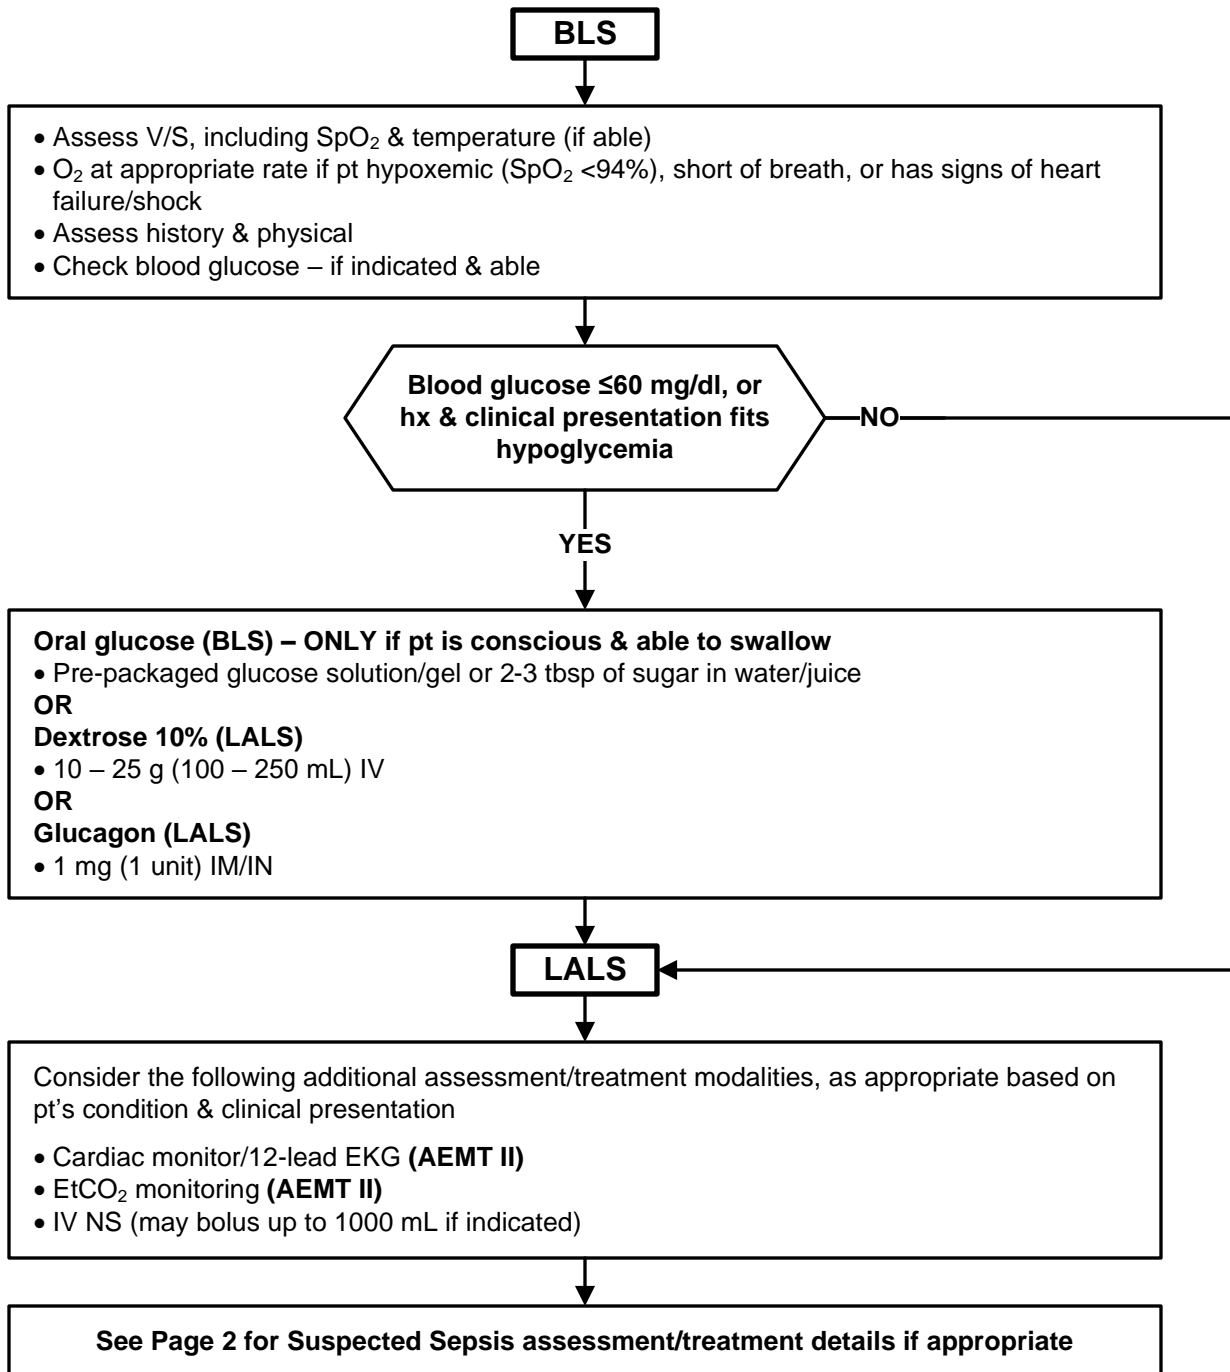 BLS
• Assess V/S, including SpO₂ & temperature (if able)
• O₂ at appropriate rate if pt hypoxemic (SpO₂ <94%), short of breath, or has signs of heart
failure/shock
• Assess history & physical
• Check blood glucose – if indicated & able
Blood glucose ≤60 mg/dl, or
hx & clinical presentation fits
hypoglycemia
NO
YES
Oral glucose (BLS) – ONLY if pt is conscious & able to swallow
• Pre-packaged glucose solution/gel or 2-3 tbsp of sugar in water/juice
OR
Dextrose 10% (LALS)
• 10 – 25 g (100 – 250 mL) IV
OR
Glucagon (LALS)
• 1 mg (1 unit) IM/IN
LALS
Consider the following additional assessment/treatment modalities, as appropriate based on
pt’s condition & clinical presentation
• Cardiac monitor/12-lead EKG (AEMT II)
• EtCO₂ monitoring (AEMT II)
• IV NS (may bolus up to 1000 mL if indicated)
See Page 2 for Suspected Sepsis assessment/treatment details if appropriate